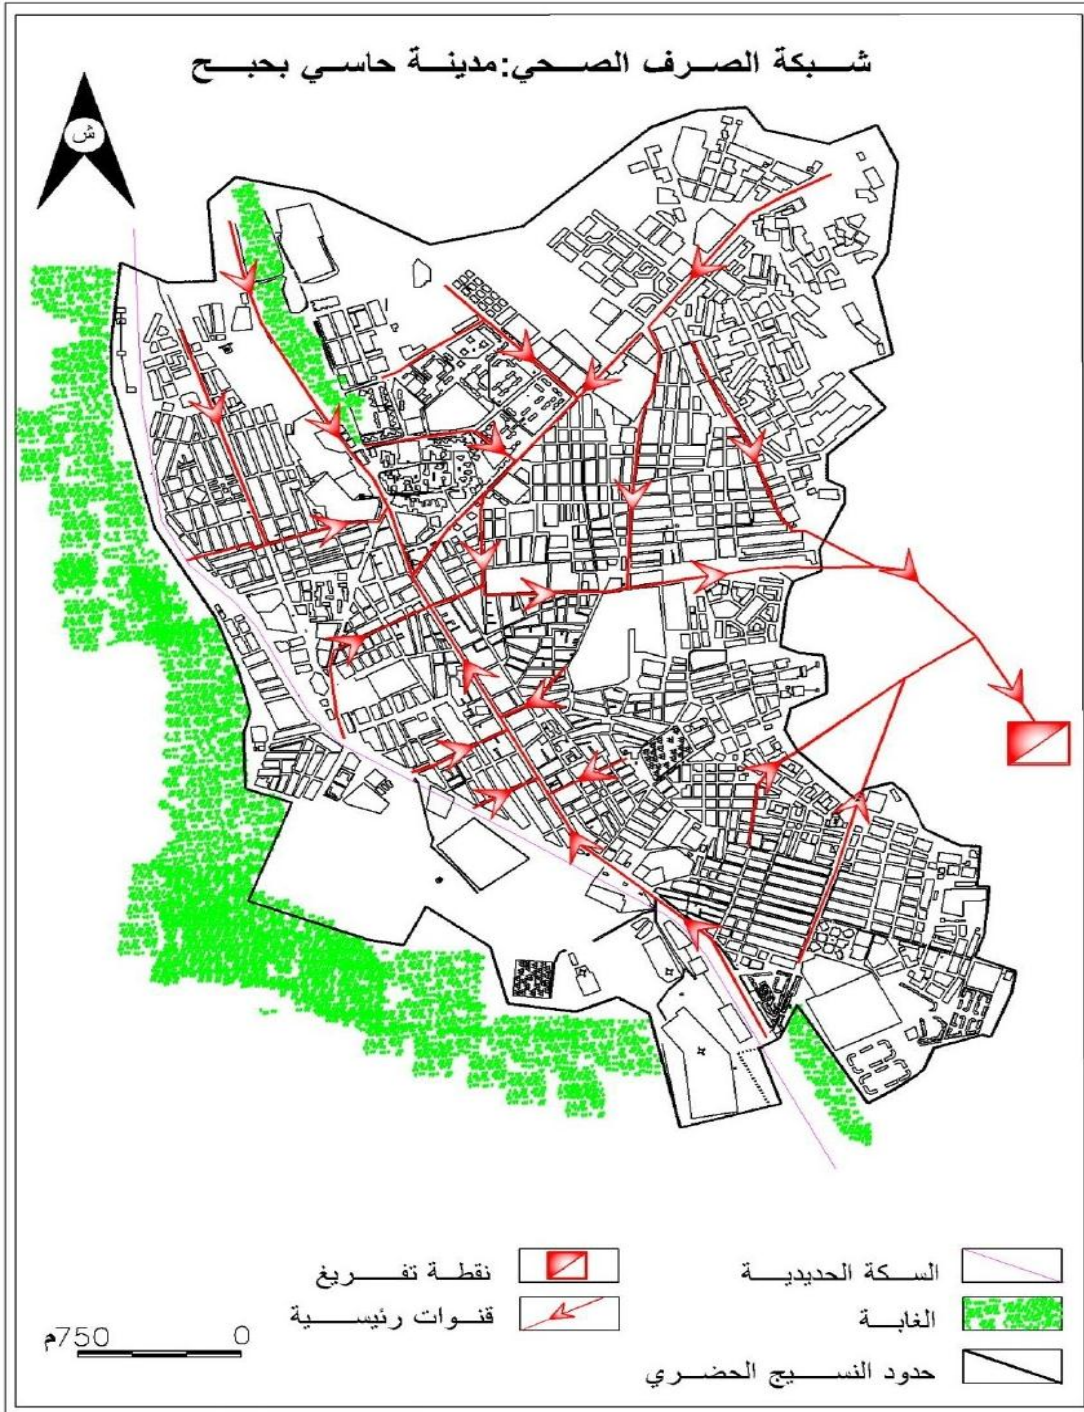 شبكة الصرف الصحي:مدينة حاسي بحبح
ش
السكة الحديدية
نقطة تفريغ
الغابة
قنوات رئيسية
حدود النسيج الحضري
750م
0